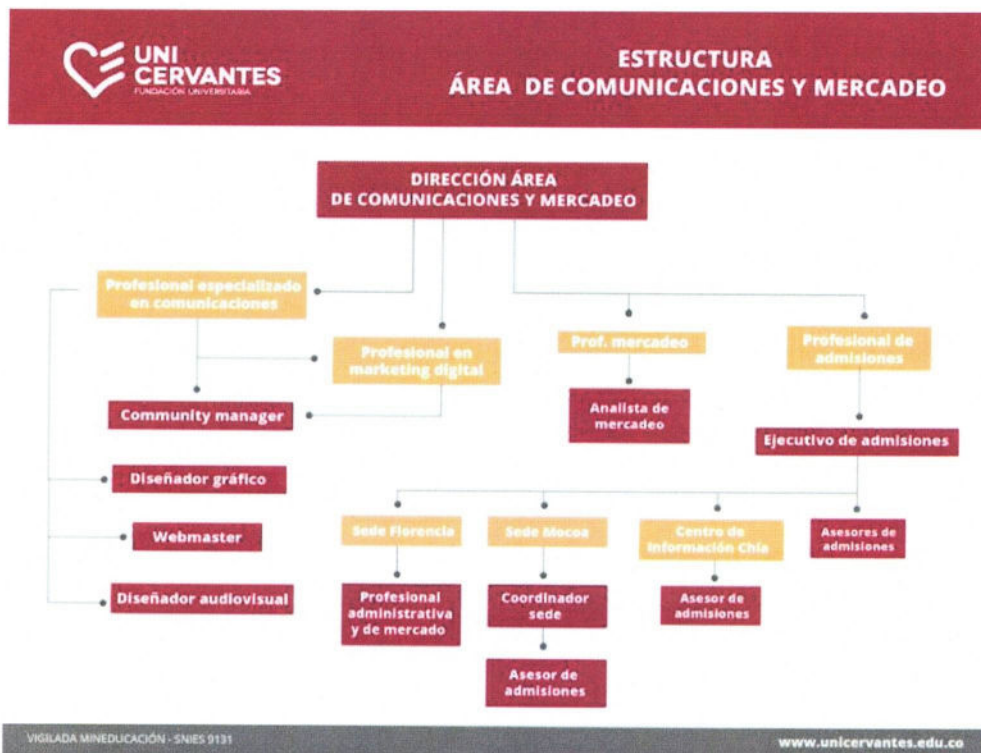 UNI
CERVANTES
FUNDACIÓN UNIVERSITARIA
ESTRUCTURA
ÁREA DE COMUNICACIONES Y MERCADEO
DIRECCIÓN ÁREA
DE COMUNICACIONES Y MERCADEO
Profesional especializado
en comunicaciones
Profesional en
marketing digital
Prof. mercadeo
Profesional de
admisiones
Community manager
Analista de
mercadeo
Ejecutivo de admisiones
Diseñador gráfico
Webmaster
Diseñador audiovisual
Sede Florencia
Sede Mocoa
Centro de
Información Chía
Asesores de
admisiones
Profesional
administrativa
y de mercado
Coordinador
sede
Asesor de
admisiones
Asesor de
admisiones
VIGILADA MINEDUCACIÓN - SNIES 9131
www.unicervantes.edu.co